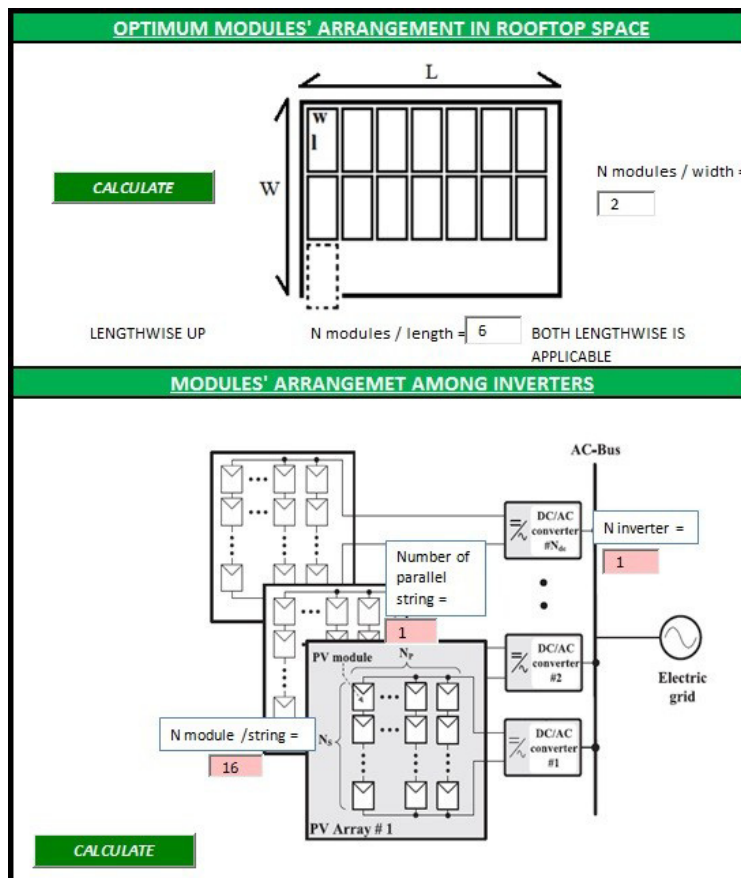 OPTIMUM MODULES' ARRANGEMENT IN ROOFTOP SPACE
L
w
l
W
CALCULATE
N modules / width =
2
LENGTHWISE UP
N modules / length =
6
BOTH LENGTHWISE IS
APPLICABLE
MODULES' ARRANGEMET AMONG INVERTERS
AC-Bus
DC/AC
converter
#Ndc
N inverter =
1
Number of
parallel
string =
1
PV module
NP
DC/AC
converter
#2
Electric
grid
N module /string =
16
NS
DC/AC
converter
#1
PV Array # 1
CALCULATE